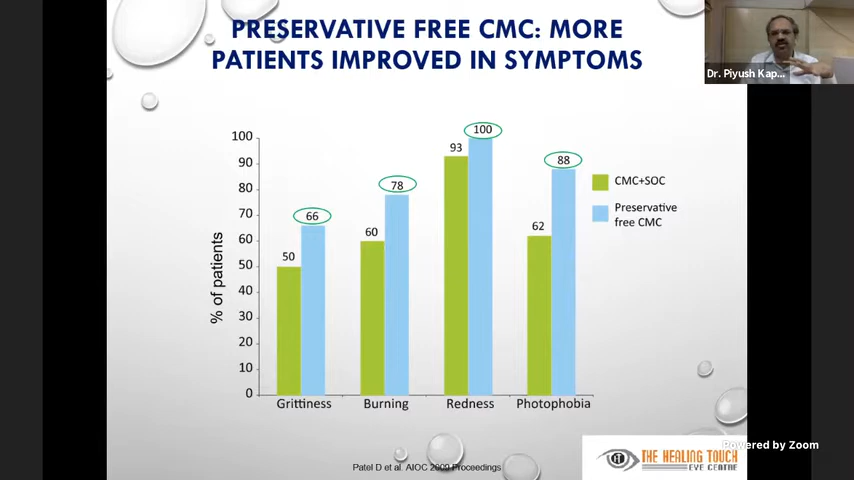 PRESERVATIVE FREE CMC: MORE
PATIENTS IMPROVED IN SYMPTOMS
Dr. Piyush Kap...
% of patients
100
90
80
70
60
50
40
30
20
10
0
50
66
60
78
93
100
62
88
Grittiness
Burning
Redness
Photophobia
CMC+SOC
Preservative
free CMC
Patel D et al. AIOC 2009 Proceedings
Powered by Zoom
THE HEALING TOUCH
EYE CENTRE